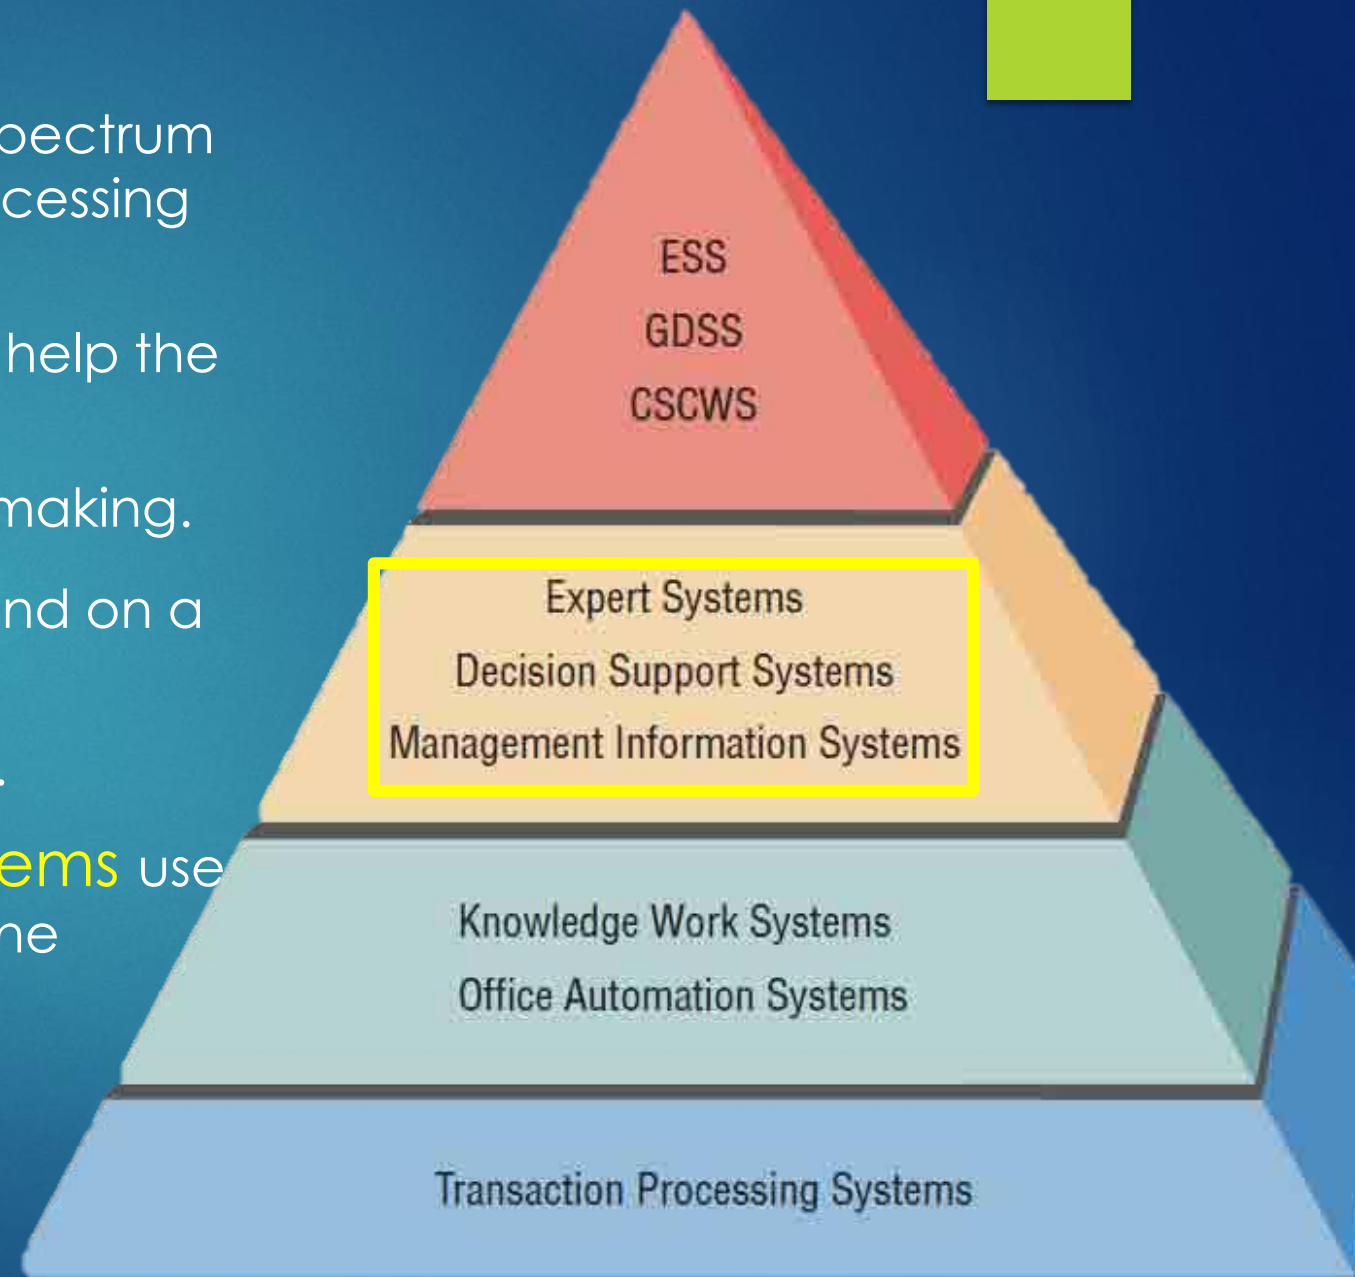 pectrum
cessing
help the
making.
nd on a
.
tems use
ne
ESS
GDSS
CSCWS
Expert Systems
Decision Support Systems
Management Information Systems
Knowledge Work Systems
Office Automation Systems
Transaction Processing Systems